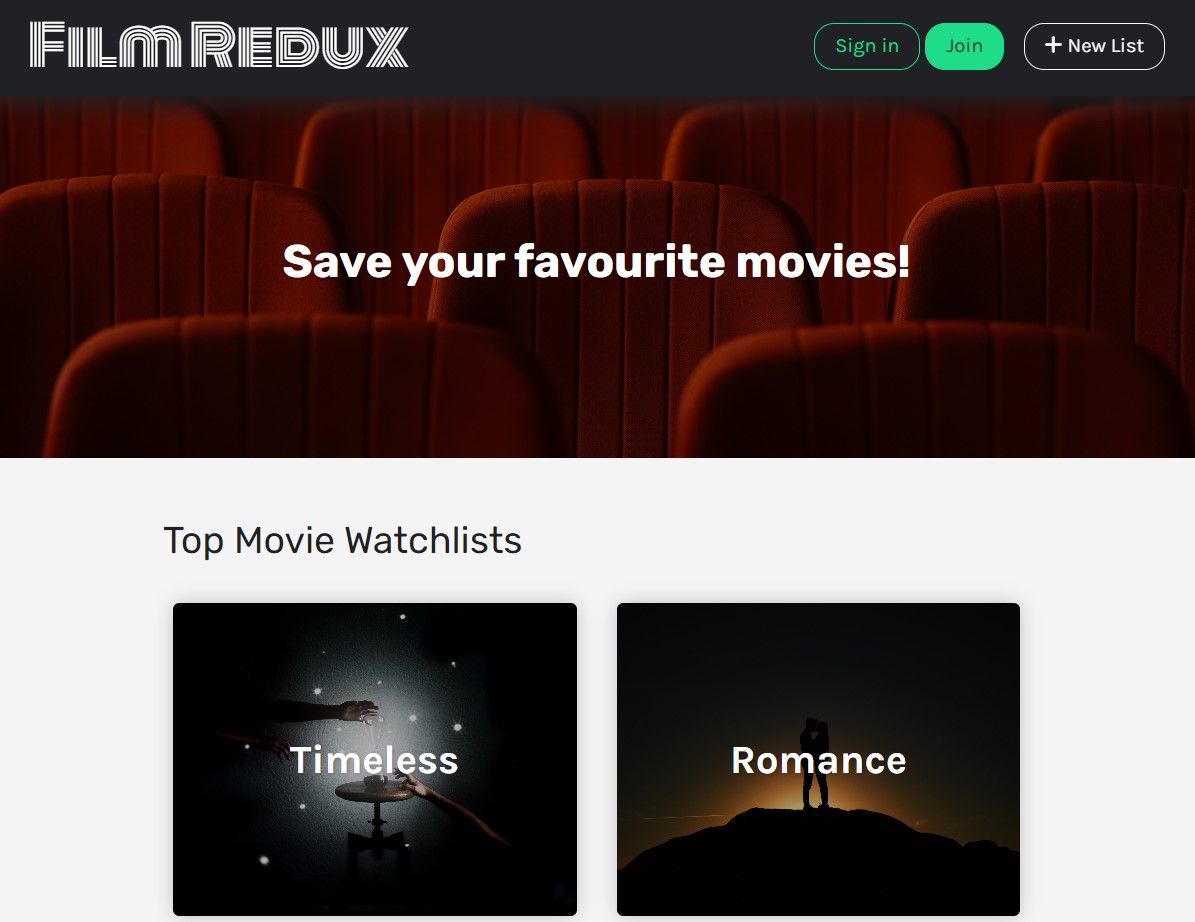 Film Redux
Sign in
Join
+ New List
Save your favourite movies!
Top Movie Watchlists
Timeless
Romance